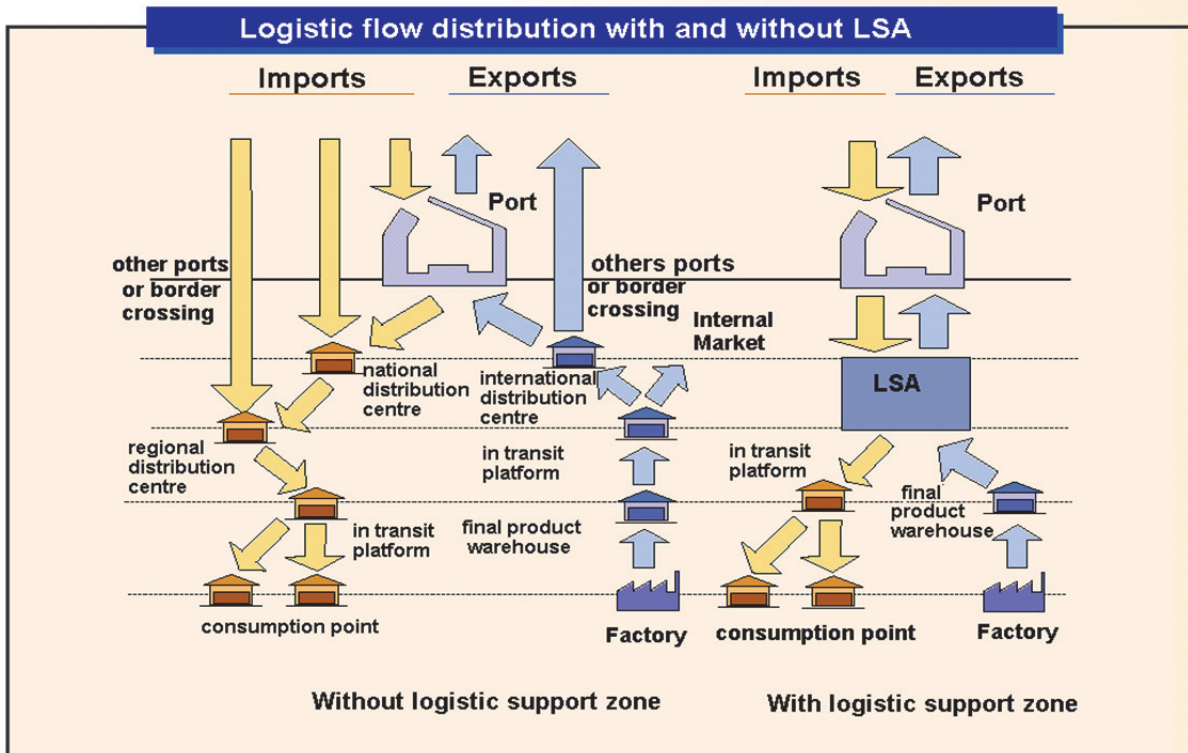 Logistic flow distribution with and without LSA
Imports
Exports
Imports
Exports
Port
Port
other ports
or border
crossing
others ports
or border
crossing
Internal
Market
national
distribution
centre
international
distribution
centre
LSA
regional
distribution
centre
in transit
platform
in transit
platform
final
product
warehouse
in transit
platform
final product
warehouse
consumption point
Factory
consumption point
Factory
Without logistic support zone
With logistic support zone